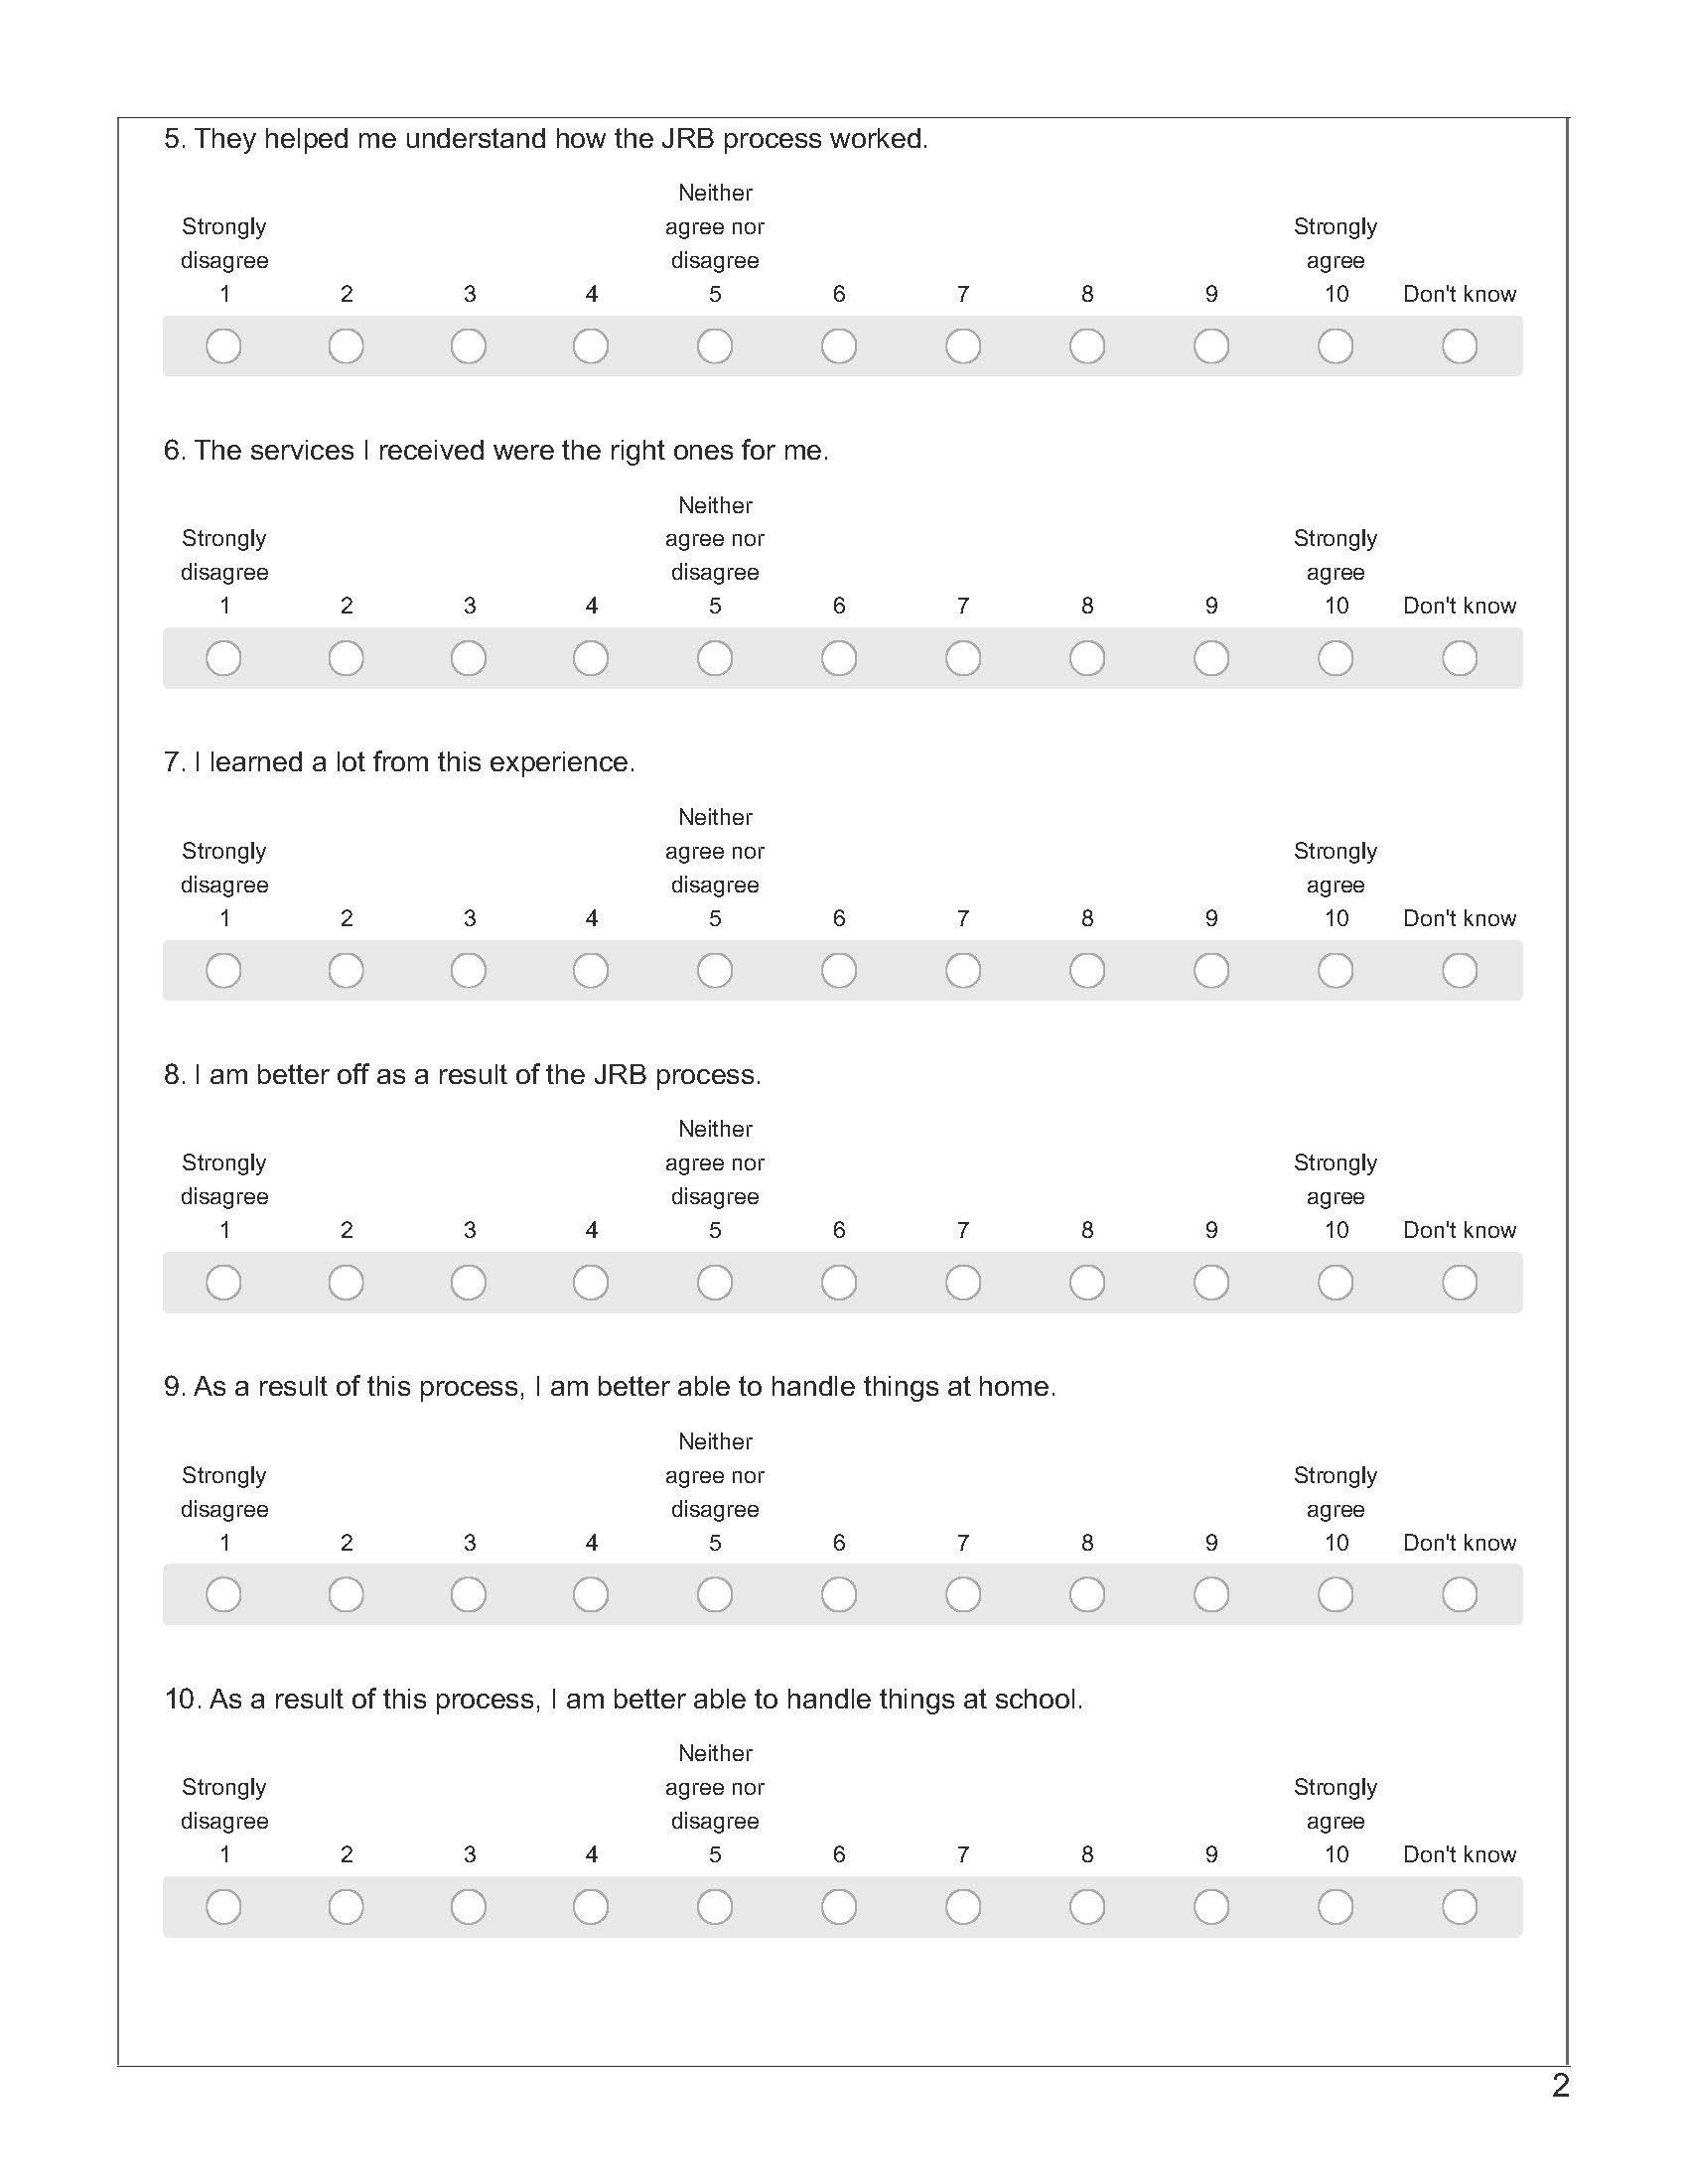 5. They helped me understand how the JRB process worked.
Neither
Strongly agree nor Strongly
disagree disagree agree
1 2 3 4 5 6 7 8 9 10 Don't know
6. The services I received were the right ones for me.
Neither
Strongly agree nor Strongly
disagree disagree agree
1 2 3 4 5 6 7 8 9 10 Don't know
7. I learned a lot from this experience.
Neither
Strongly agree nor Strongly
disagree disagree agree
1 2 3 4 5 6 7 8 9 10 Don't know
8. I am better off as a result of the JRB process.
Neither
Strongly agree nor Strongly
disagree disagree agree
1 2 3 4 5 6 7 8 9 10 Don't know
9. As a result of this process, I am better able to handle things at home.
Neither
Strongly agree nor Strongly
disagree disagree agree
1 2 3 4 5 6 7 8 9 10 Don't know
10. As a result of this process, I am better able to handle things at school.
Neither
Strongly agree nor Strongly
disagree disagree agree
1 2 3 4 5 6 7 8 9 10 Don't know
2